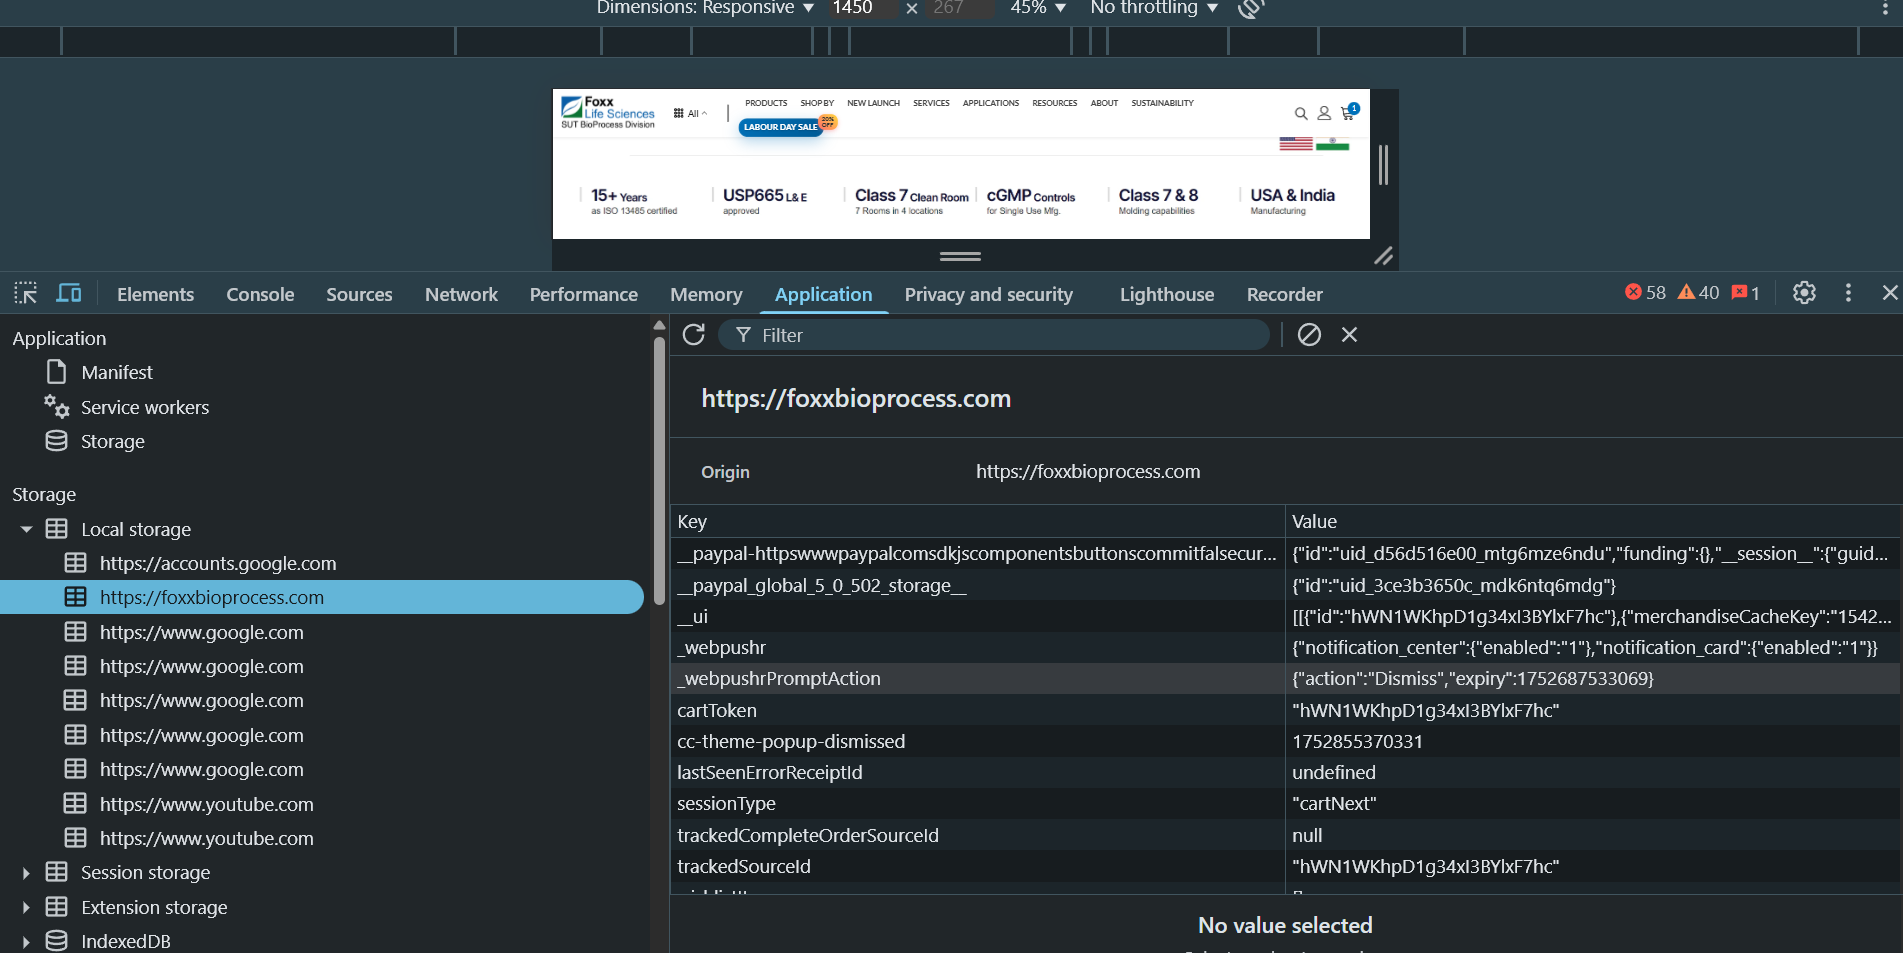 Dimensions: Responsive 1450 × 267 45% No throttling
Foxx
Life Sciences
SUT BioProcess Division
All
PRODUCTS SHOP BY NEW LAUNCH SERVICES APPLICATIONS RESOURCES ABOUT SUSTAINABILITY
LABOUR DAY SALE
20%
OFF
1
15+ Years
as ISO 13485 certified
USP665 L& E
approved
Class 7 Clean Room
7 Rooms in 4 locations
cGMP Controls
for Single Use Mfg.
Class 7 & 8
Molding capabilities
USA & India
Manufacturing
Elements Console Sources Network Performance Memory Application Privacy and security Lighthouse Recorder 58 40 1
Application
Manifest
Service workers
Storage
Storage
Local storage
https://accounts.google.com
https://foxxbioprocess.com
https://www.google.com
https://www.google.com
https://www.google.com
https://www.google.com
https://www.google.com
https://www.youtube.com
https://www.youtube.com
Session storage
Extension storage
IndexedDB
Filter
https://foxxbioprocess.com
Origin https://foxxbioprocess.com
Key Value
__paypal-httpswwwpaypalcomsdkjscomponentsbuttonscommitfalsecur... {"id":"uid_d56d516e00_mtg6mze6ndu","funding":{},"__session__":{"guid...
__paypal_global_5_0_502_storage__ {"id":"uid_3ce3b3650c_mdk6ntq6mdg"}
__ui [[{"id":"hWN1WKhpD1g34xI3BYlxF7hc"},{"merchandiseCacheKey":"1542...
_webpushr {"notification_center":{"enabled":"1"},"notification_card":{"enabled":"1"}}
_webpushrPromptAction {"action":"Dismiss","expiry":1752687533069}
cartToken "hWN1WKhpD1g34xI3BYlxF7hc"
cc-theme-popup-dismissed 1752855370331
lastSeenErrorReceiptId undefined
sessionType "cartNext"
trackedCompleteOrderSourceId null
trackedSourceId "hWN1WKhpD1g34xI3BYlxF7hc"
No value selected